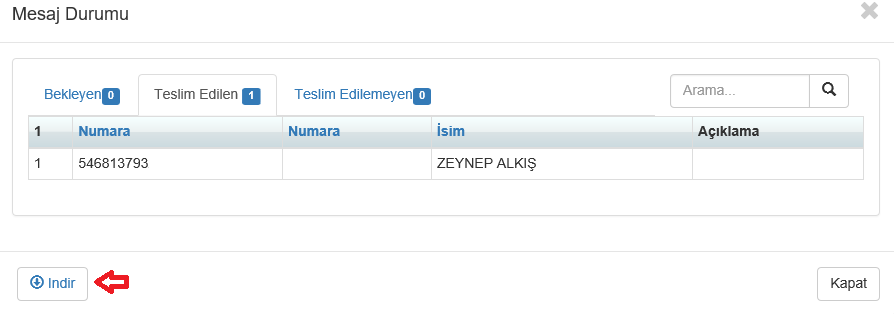 Mesaj Durumu
Bekleyen 0 Teslim Edilen 1 Teslim Edilemeyen 0 Arama...
1 Numara Numara İsim Açıklama
1 546813793 ZEYNEP ALKIŞ
Indir Kapat